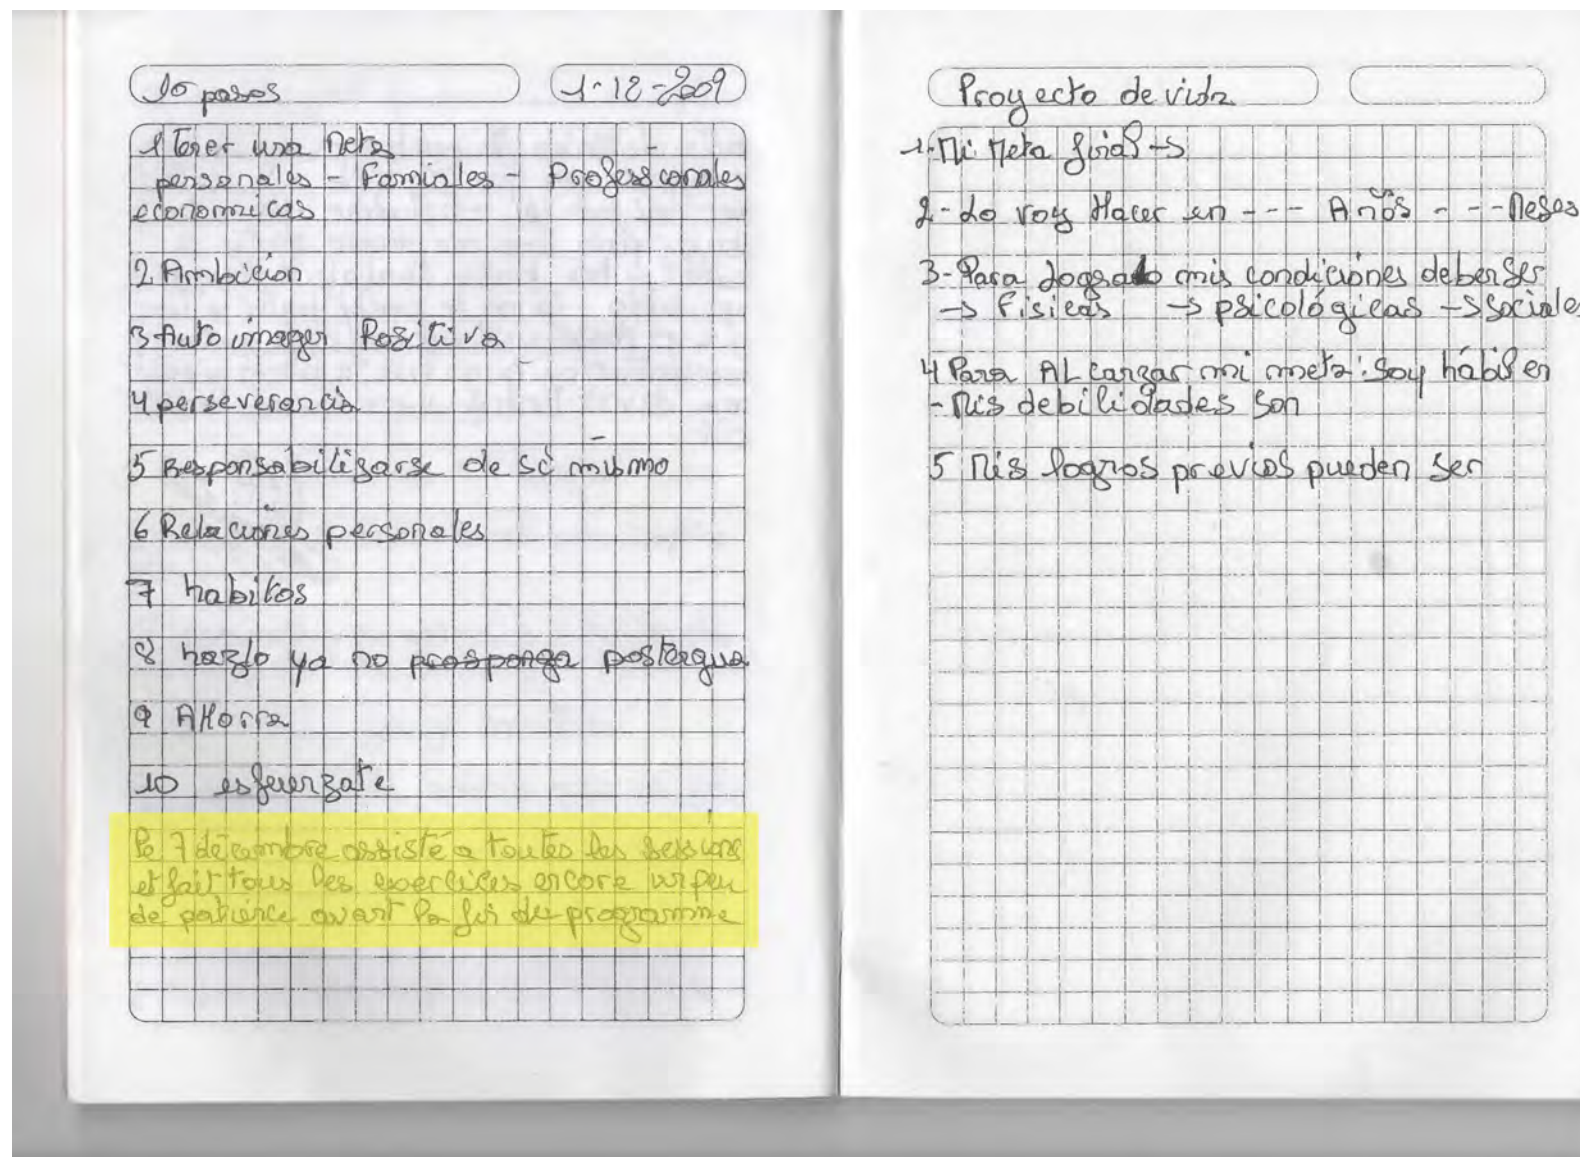 10 pasos
1-12-2009
1 Tener una Meta
personales - Familales - Professionales
economicas
2 Ambicion
3 Auto imagen Positiva
4 perseverancia
5 Responsabilizarse de si mismo
6 Relaciones personales
7 habitos
8 hazlo ya no prosponga postergua
9 AHorra
10 esfuerzate
le 7 décembre assisté a toutes les sessions
et fait tous les exercices encore un peu
de patience avant la fin du programme
Proyecto de vida
1- Mi Meta final →
2 - Lo voy Hacer en --- Años --- Meses
3 - Para Lograrlo mis condiciones deben ser
→ Fisicas → psicológicas → sociales
4 Para ALcanzar mi meta: Soy hábil en
- Mis debilidades son
5 Mis logros previos pueden ser